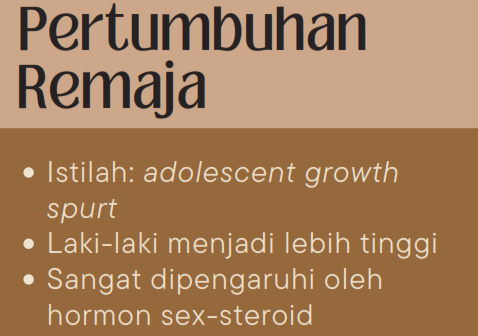 Pertumbuhan
Remaja
• Istilah: adolescent growth
spurt
• Laki-laki menjadi lebih tinggi
• Sangat dipengaruhi oleh
hormon sex-steroid